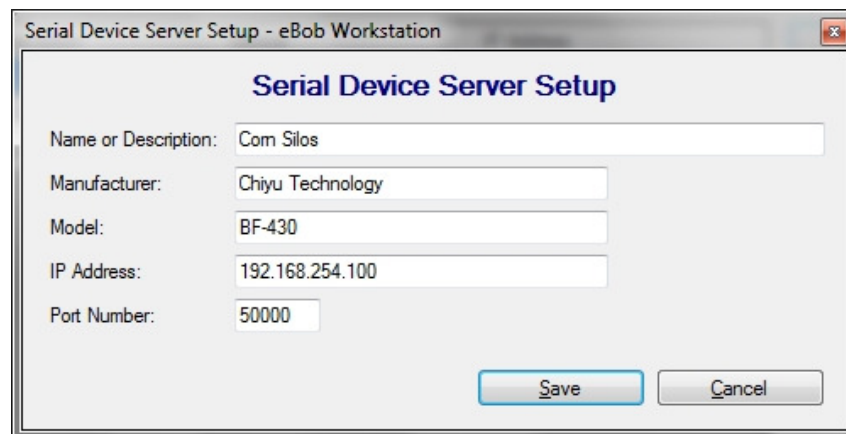 Serial Device Server Setup - eBob Workstation
Serial Device Server Setup
Name or Description: Corn Silos
Manufacturer: Chiyu Technology
Model: BF-430
IP Address: 192.168.254.100
Port Number: 50000
Save Cancel